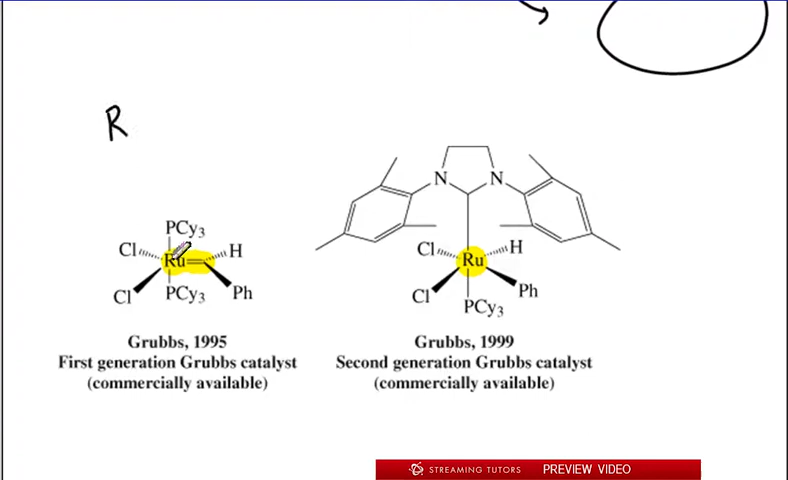 R
PCy3
Cl
H
Ru
Cl
PCy3
Ph
Grubbs, 1995
First generation Grubbs catalyst
(commercially available)
N
N
Cl
H
Ru
Cl
Ph
PCy3
Grubbs, 1999
Second generation Grubbs catalyst
(commercially available)
STREAMING TUTORS PREVIEW VIDEO